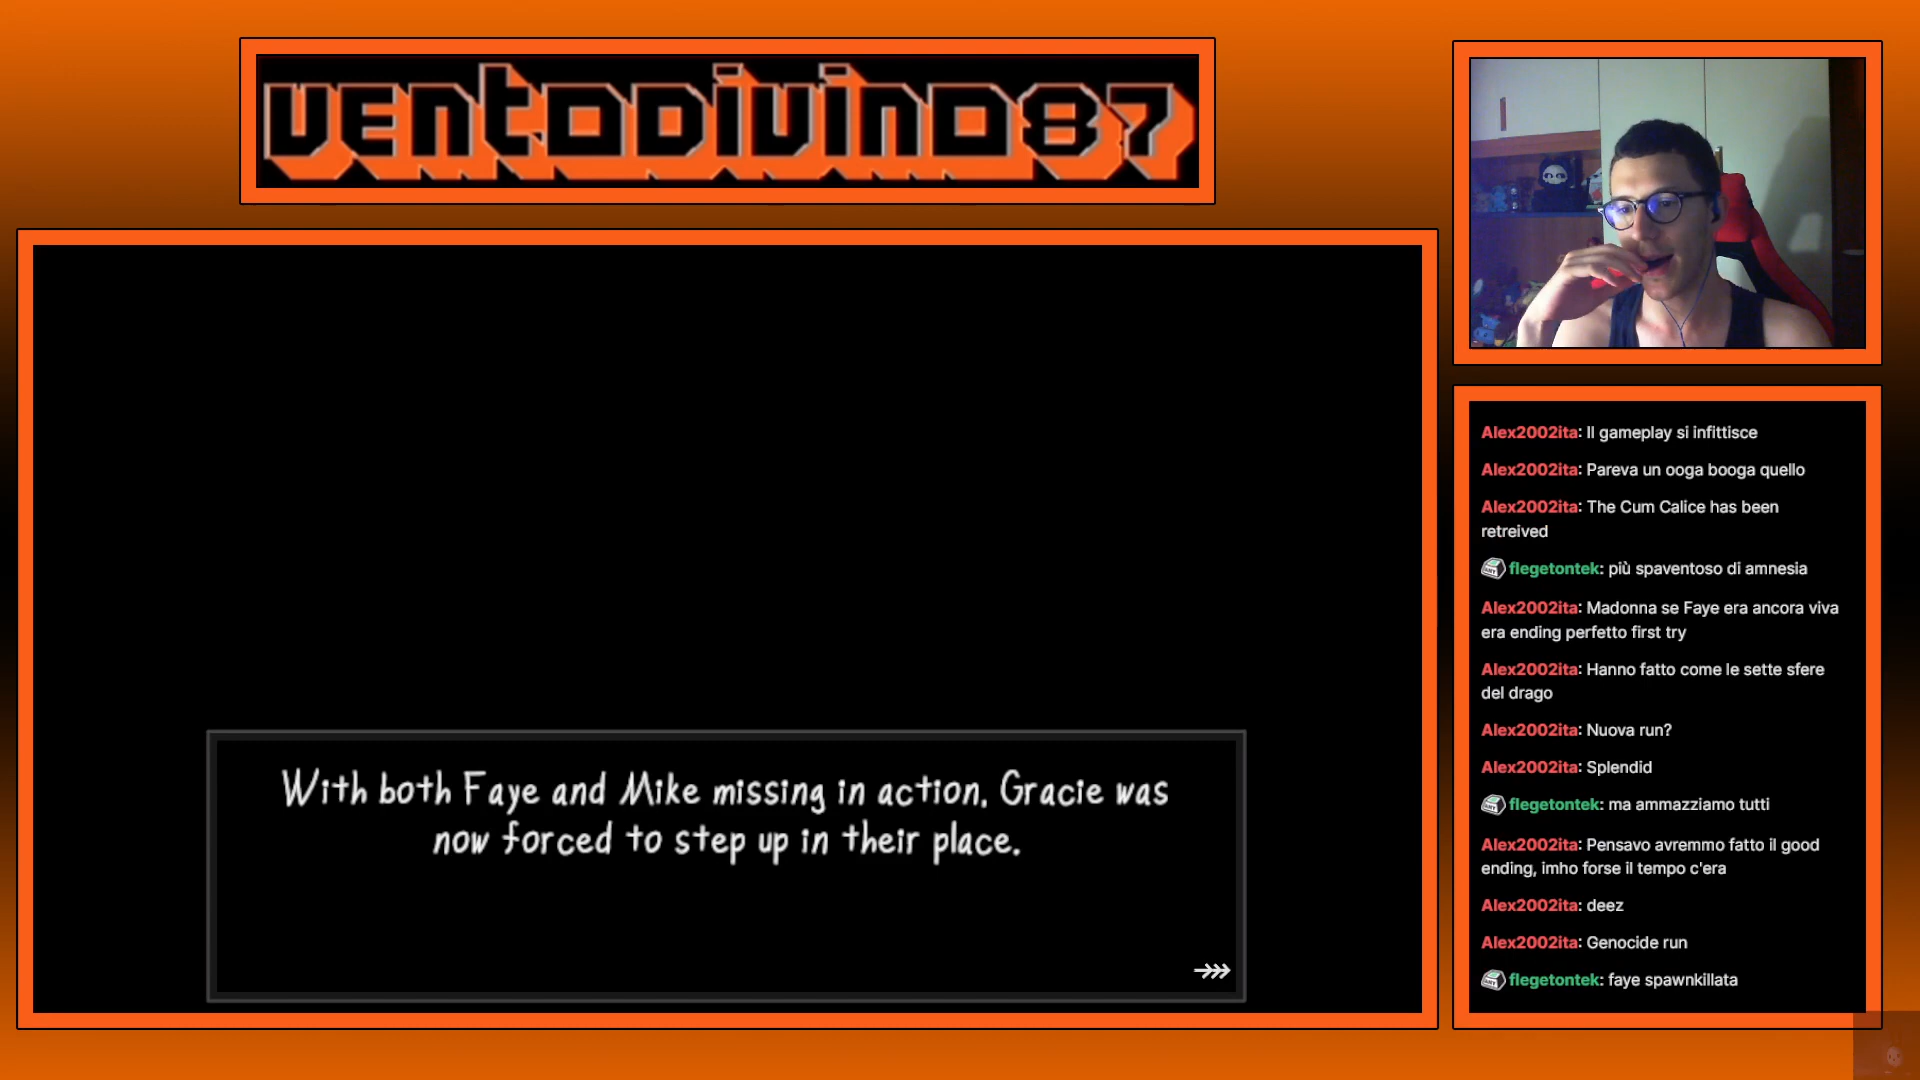 ventodivino87
With both Faye and Mike missing in action, Gracie was
now forced to step up in their place.
Alex2002ita: Il gameplay si infittisce
Alex2002ita: Pareva un ooga booga quello
Alex2002ita: The Cum Calice has been
retreived
flegetontek: più spaventoso di amnesia
Alex2002ita: Madonna se Faye era ancora viva
era ending perfetto first try
Alex2002ita: Hanno fatto come le sette sfere
del drago
Alex2002ita: Nuova run?
Alex2002ita: Splendid
flegetontek: ma ammazziamo tutti
Alex2002ita: Pensavo avremmo fatto il good
ending, imho forse il tempo c'era
Alex2002ita: deez
Alex2002ita: Genocide run
flegetontek: faye spawnkillata